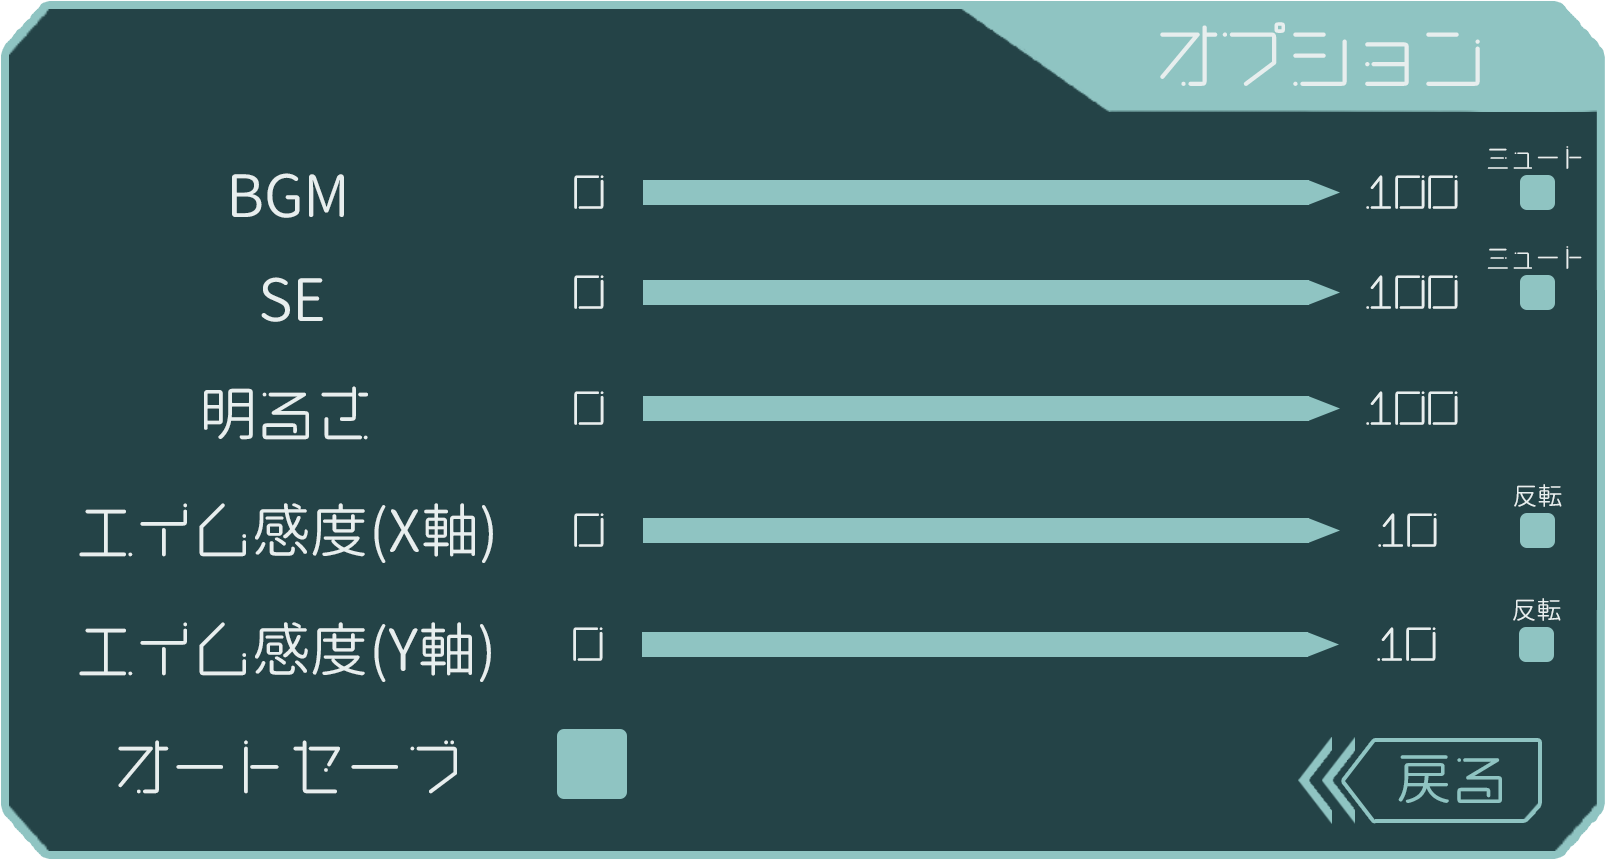 オプション
ミュート
BGM 0 100
ミュート
SE 0 100
明るさ 0 100
反転
エイム感度(X軸) 0 10
反転
エイム感度(Y軸) 0 10
オートセーブ
戻る